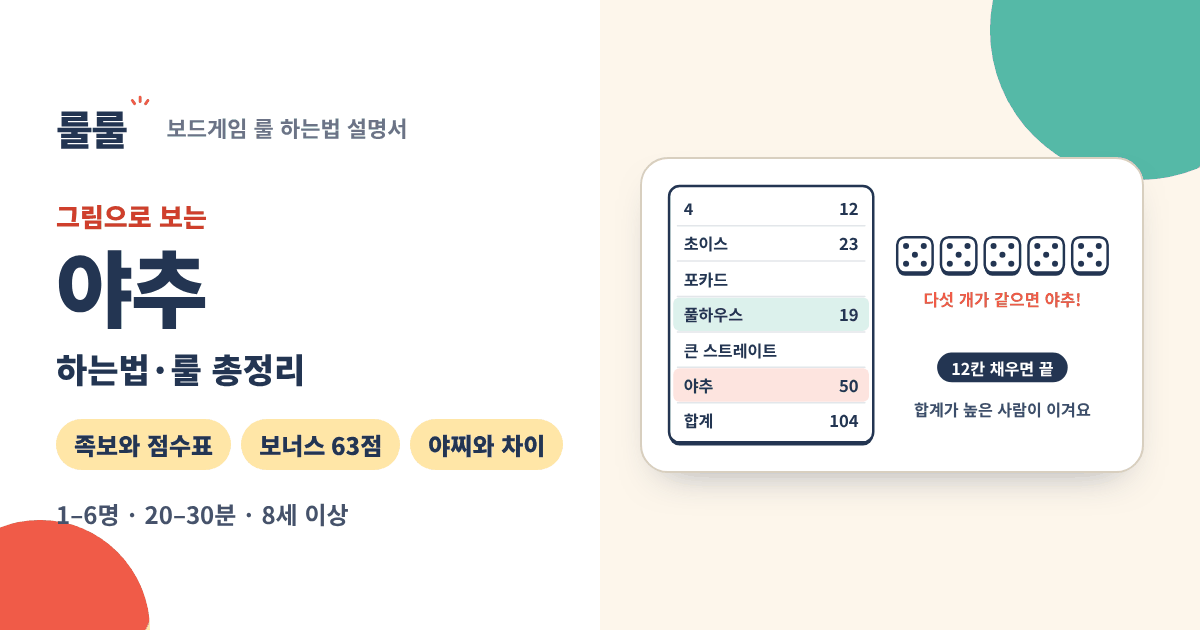 룰룰
보드게임 룰 하는법 설명서
그림으로 보는
야추
하는법·룰 총정리
족보와 점수표
보너스 63점
야찌와 차이
1–6명 · 20–30분 · 8세 이상
4 12
초이스 23
포카드
풀하우스 19
큰 스트레이트
야추 50
합계 104
다섯 개가 같으면 야추!
12칸 채우면 끝
합계가 높은 사람이 이겨요